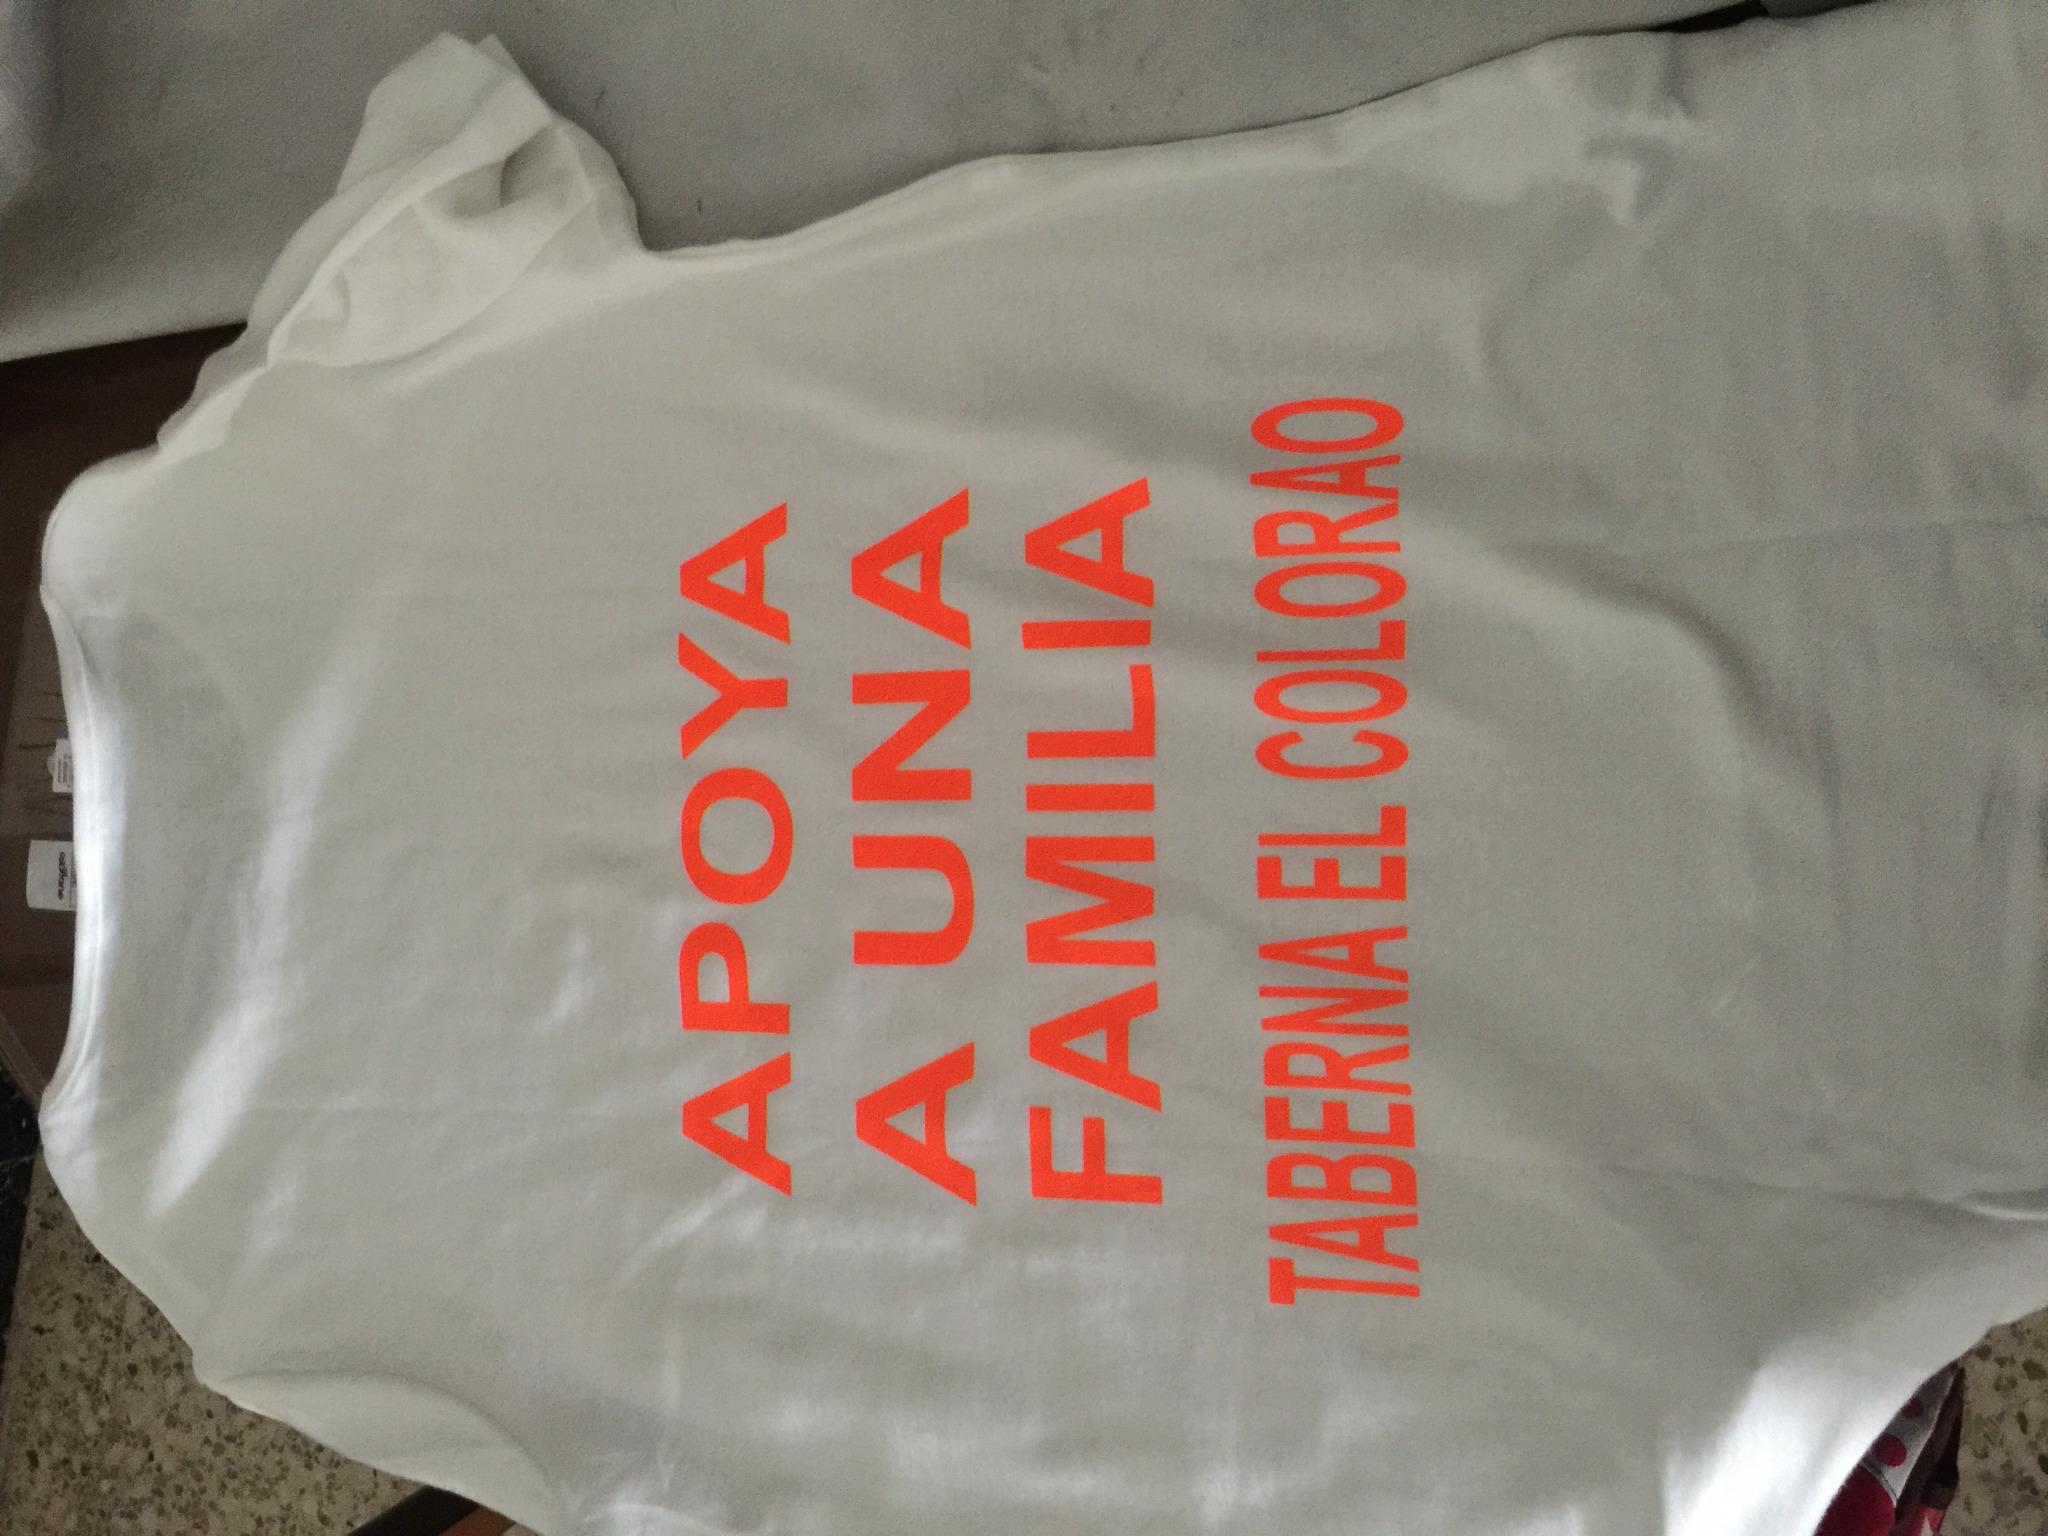 APOYA
A UNA
FAMILIA
TABERNA EL COLORAO